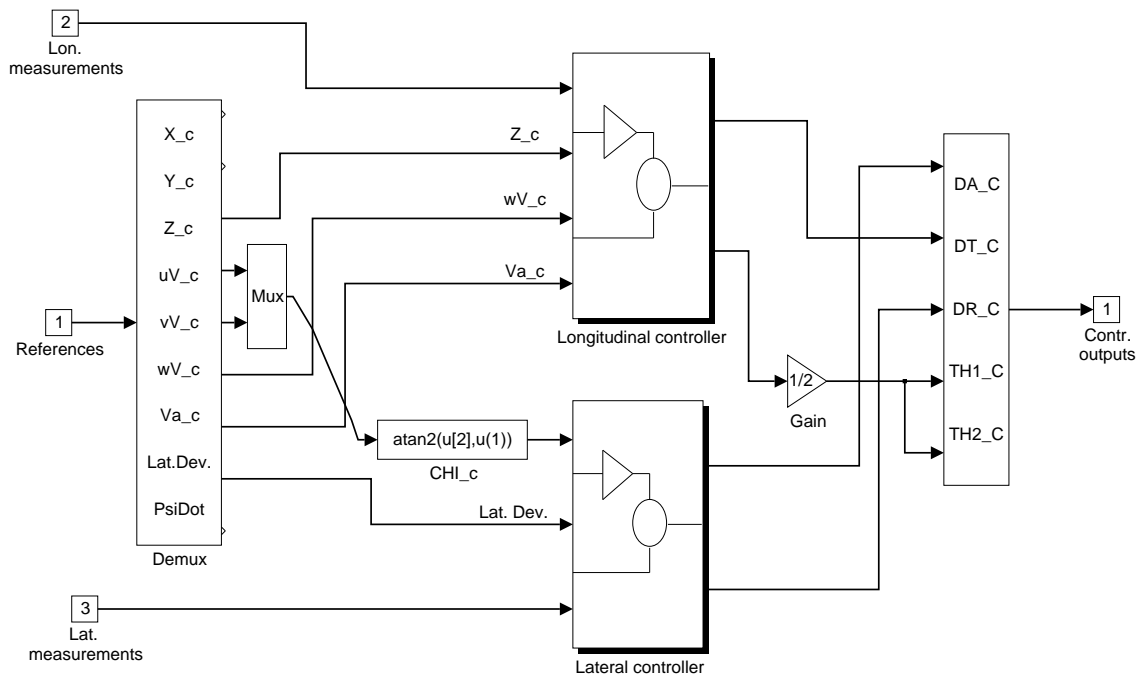 2
Lon.
measurements
X_c
Y_c
Z_c
uV_c
vV_c
wV_c
Va_c
Lat.Dev.
PsiDot
Demux
1
References
Mux
Z_c
wV_c
Va_c
Longitudinal controller
atan2(u[2],u(1))
CHI_c
Lat. Dev.
3
Lat.
measurements
Lateral controller
1/2
Gain
DA_C
DT_C
DR_C
TH1_C
TH2_C
1
Contr.
outputs